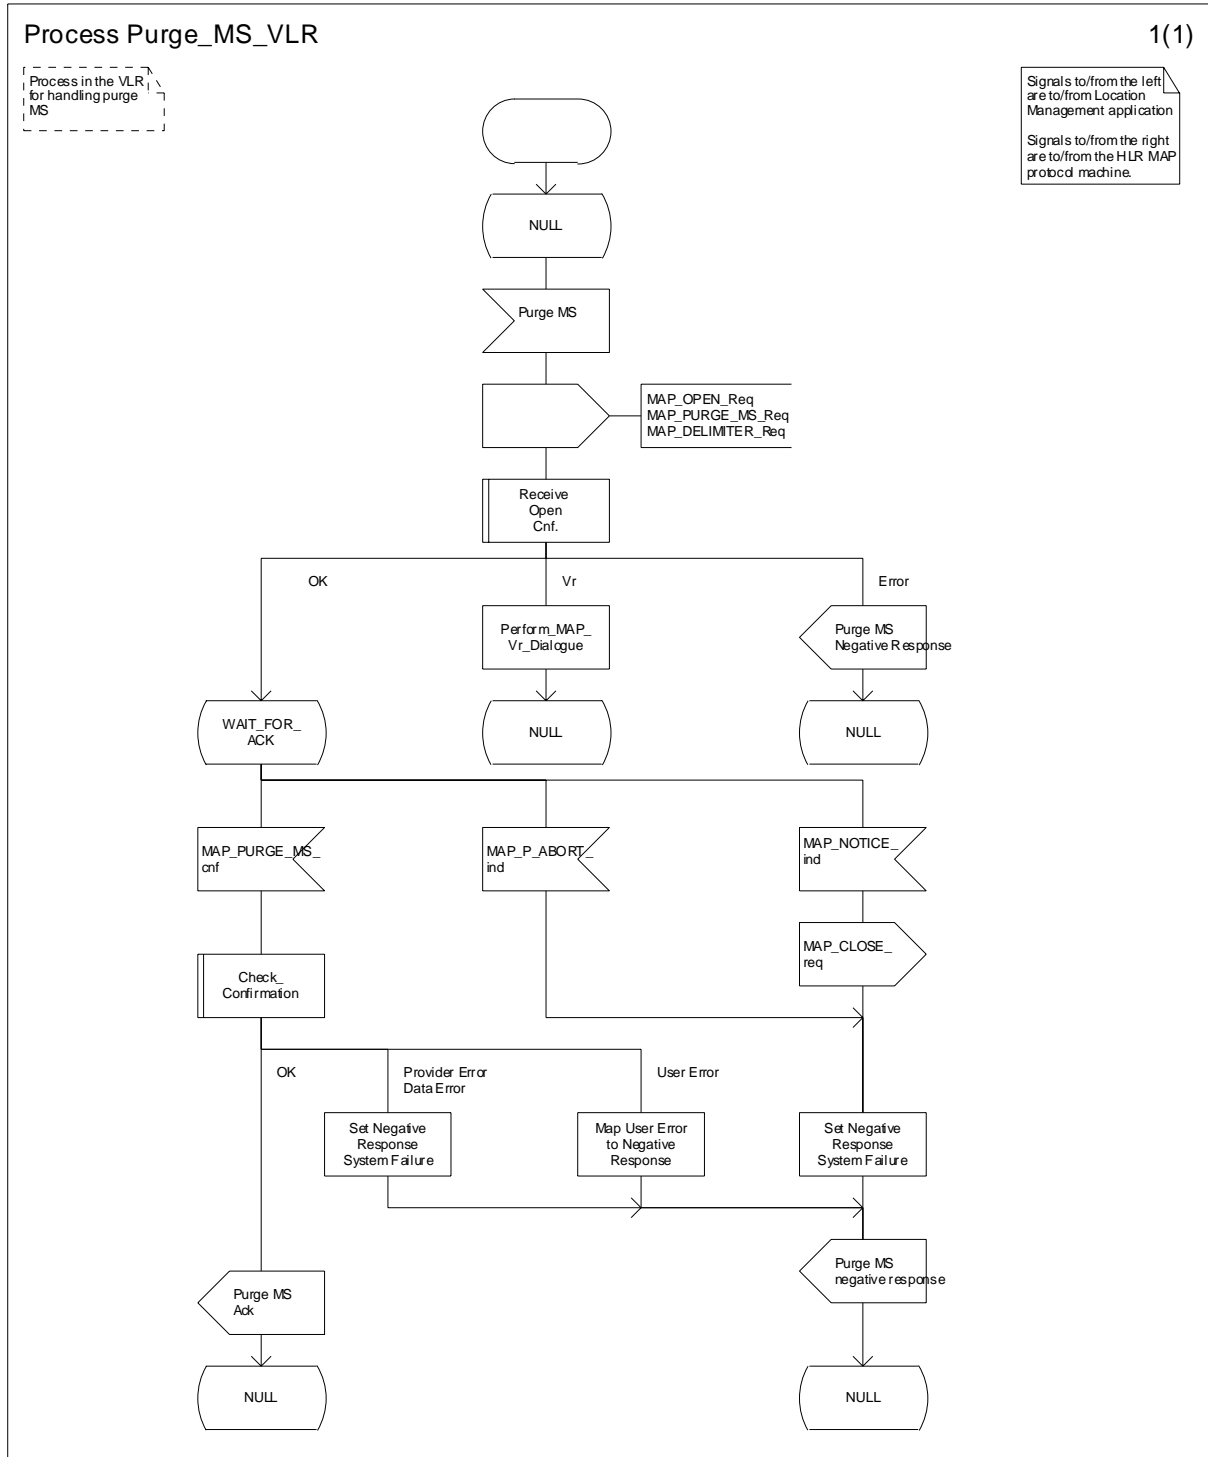 Process Purge_MS_VLR
1(1)
Process in the VLR
for handling purge
MS
Signals to/from the left
are to/from Location
Management application
Signals to/from the right
are to/from the HLR MAP
protocol machine.
NULL
Purge MS
MAP_OPEN_Req
MAP_PURGE_MS_Req
MAP_DELIMITER_Req
Receive
Open
Cnf.
OK
Vr
Error
Perform_MAP_
Vr_Dialogue
Purge MS
Negative Response
WAIT_FOR_
ACK
NULL
NULL
MAP_PURGE_MS_
cnf
MAP_P_ABORT_
ind
MAP_NOTICE_
ind
MAP_CLOSE_
req
Check_
Confirmation
OK
Provider Error
Data Error
User Error
Set Negative
Response
System Failure
Map User Error
to Negative
Response
Set Negative
Response
System Failure
Purge MS
negative response
Purge MS
Ack
NULL
NULL